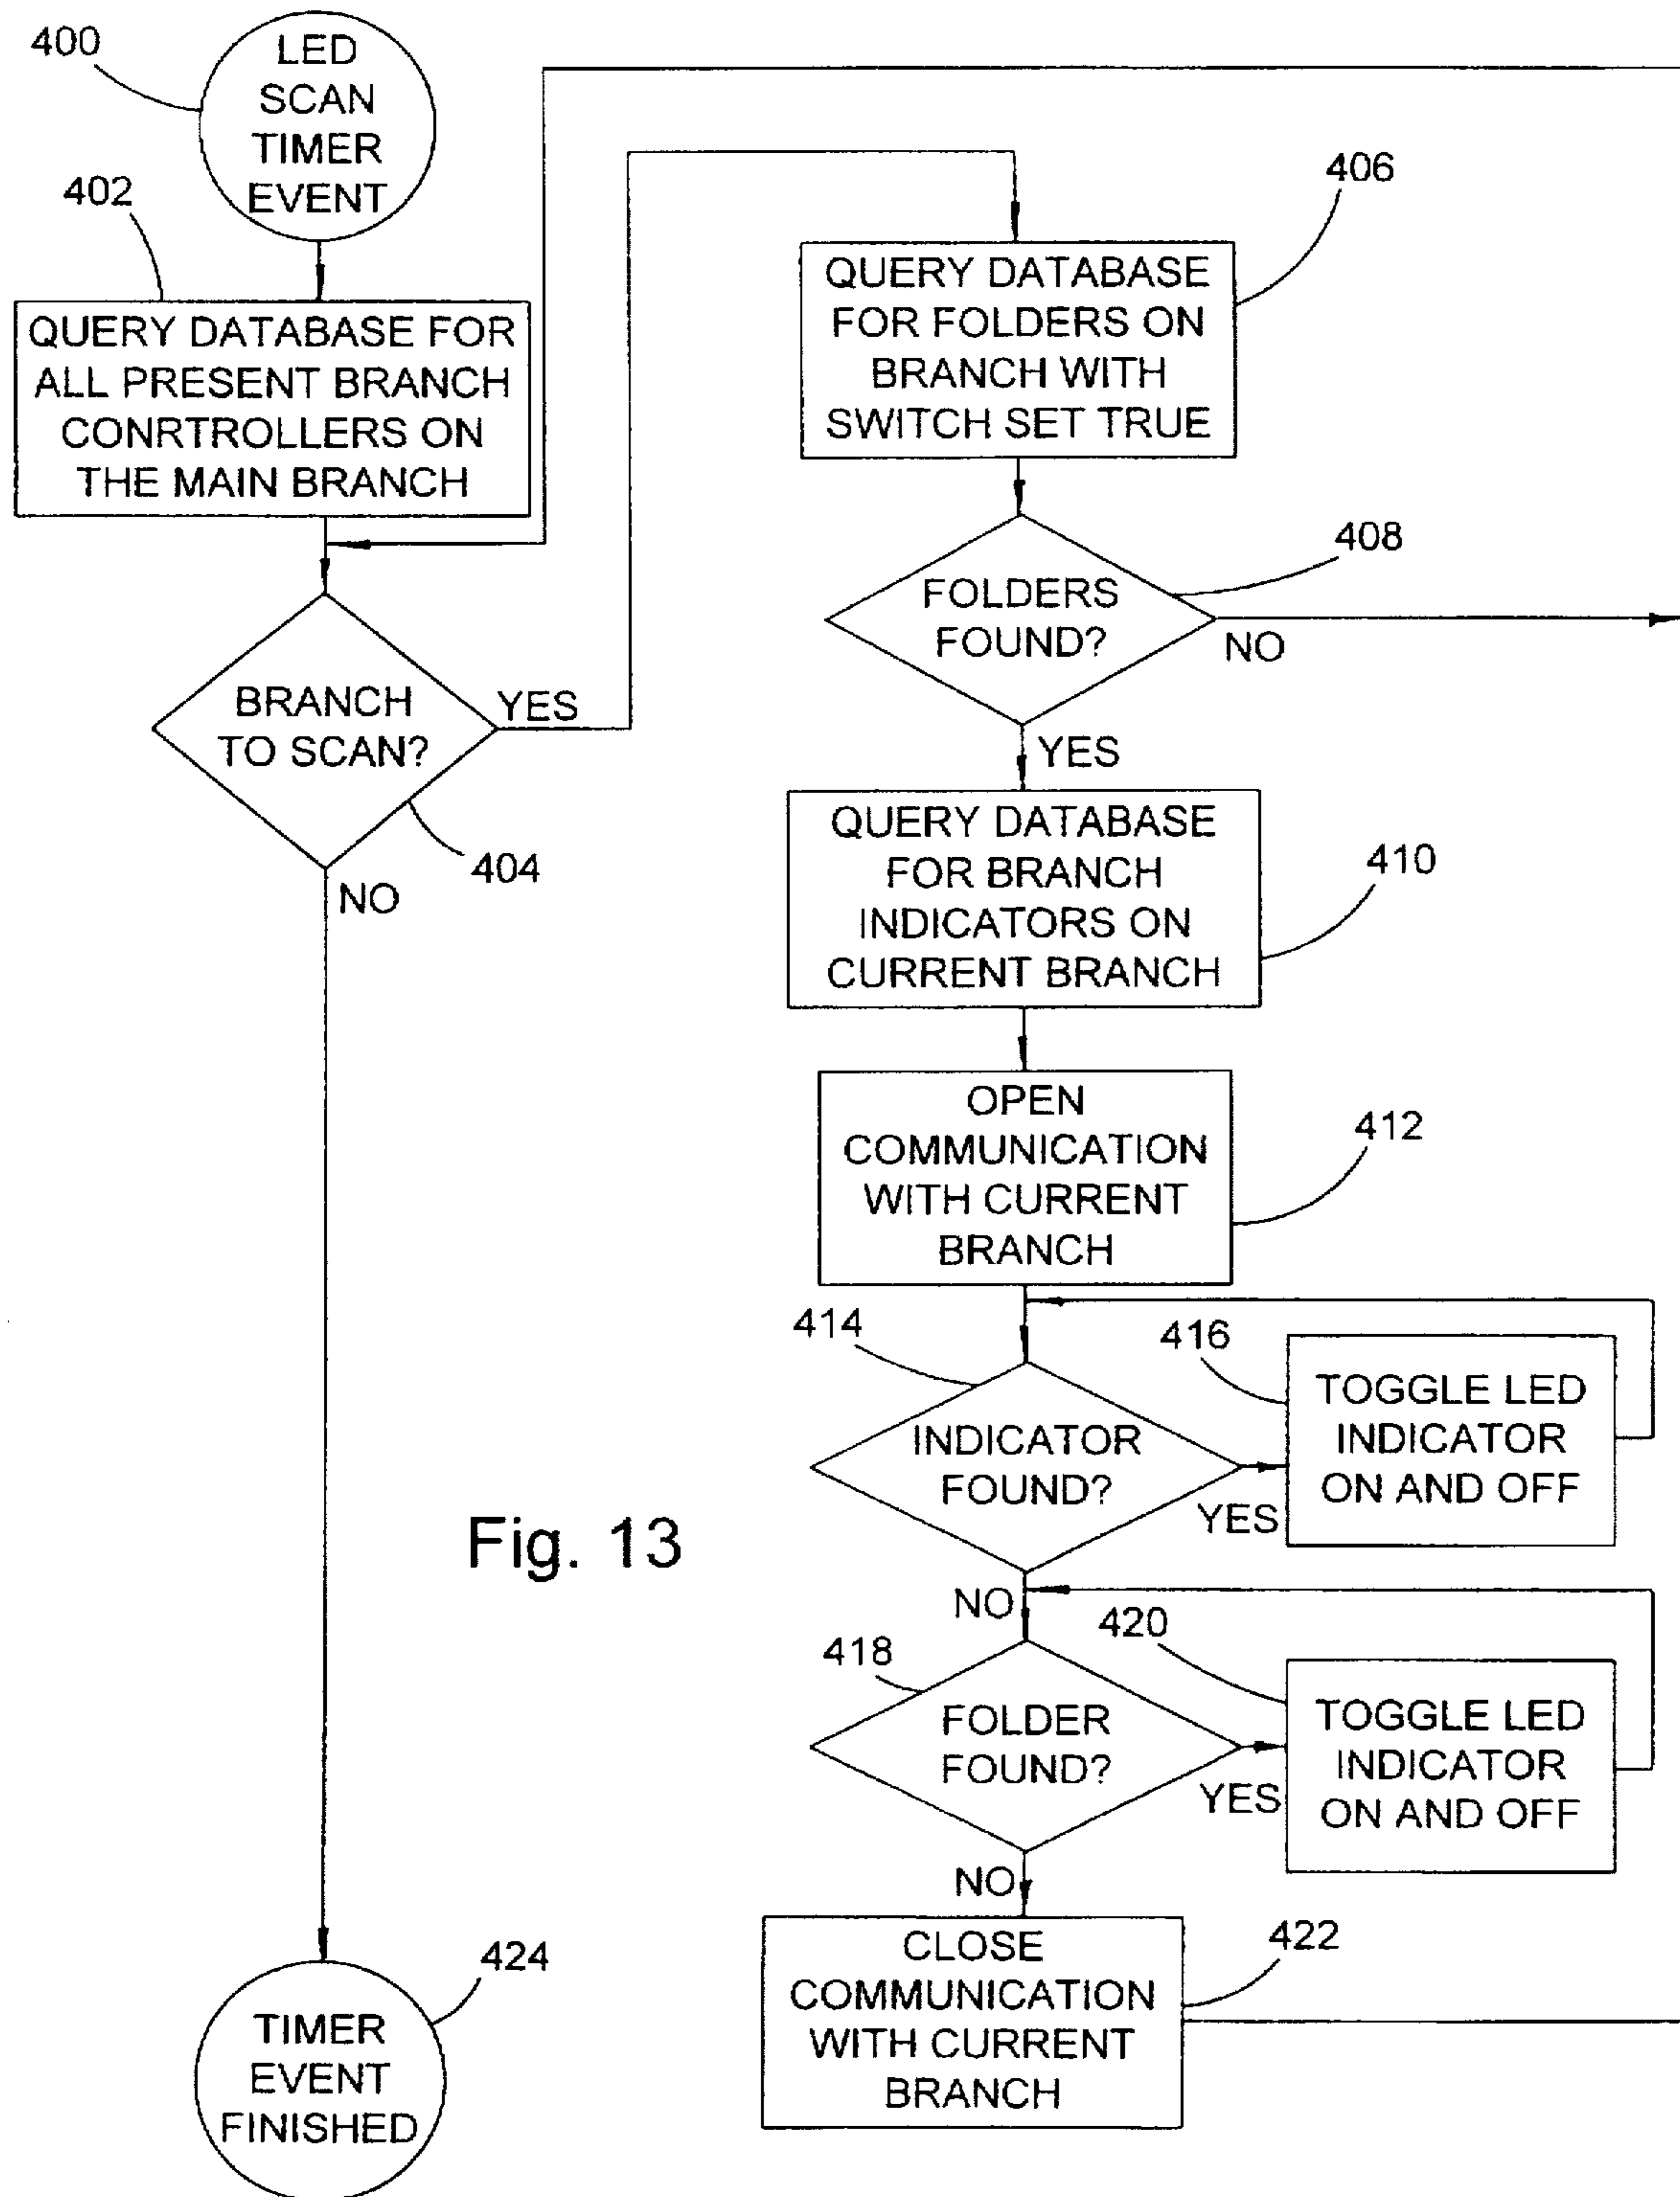 400
LED
SCAN
TIMER
EVENT
402
QUERY DATABASE FOR
ALL PRESENT BRANCH
CONRTROLLERS ON
THE MAIN BRANCH
BRANCH
TO SCAN?
YES
404
NO
406
QUERY DATABASE
FOR FOLDERS ON
BRANCH WITH
SWITCH SET TRUE
408
FOLDERS
FOUND?
NO
YES
QUERY DATABASE
FOR BRANCH
INDICATORS ON
CURRENT BRANCH
410
OPEN
COMMUNICATION
WITH CURRENT
BRANCH
412
414
INDICATOR
FOUND?
YES
416
TOGGLE LED
INDICATOR
ON AND OFF
NO
418
FOLDER
FOUND?
YES
420
TOGGLE LED
INDICATOR
ON AND OFF
NO
CLOSE
COMMUNICATION
WITH CURRENT
BRANCH
422
424
TIMER
EVENT
FINISHED
Fig. 13